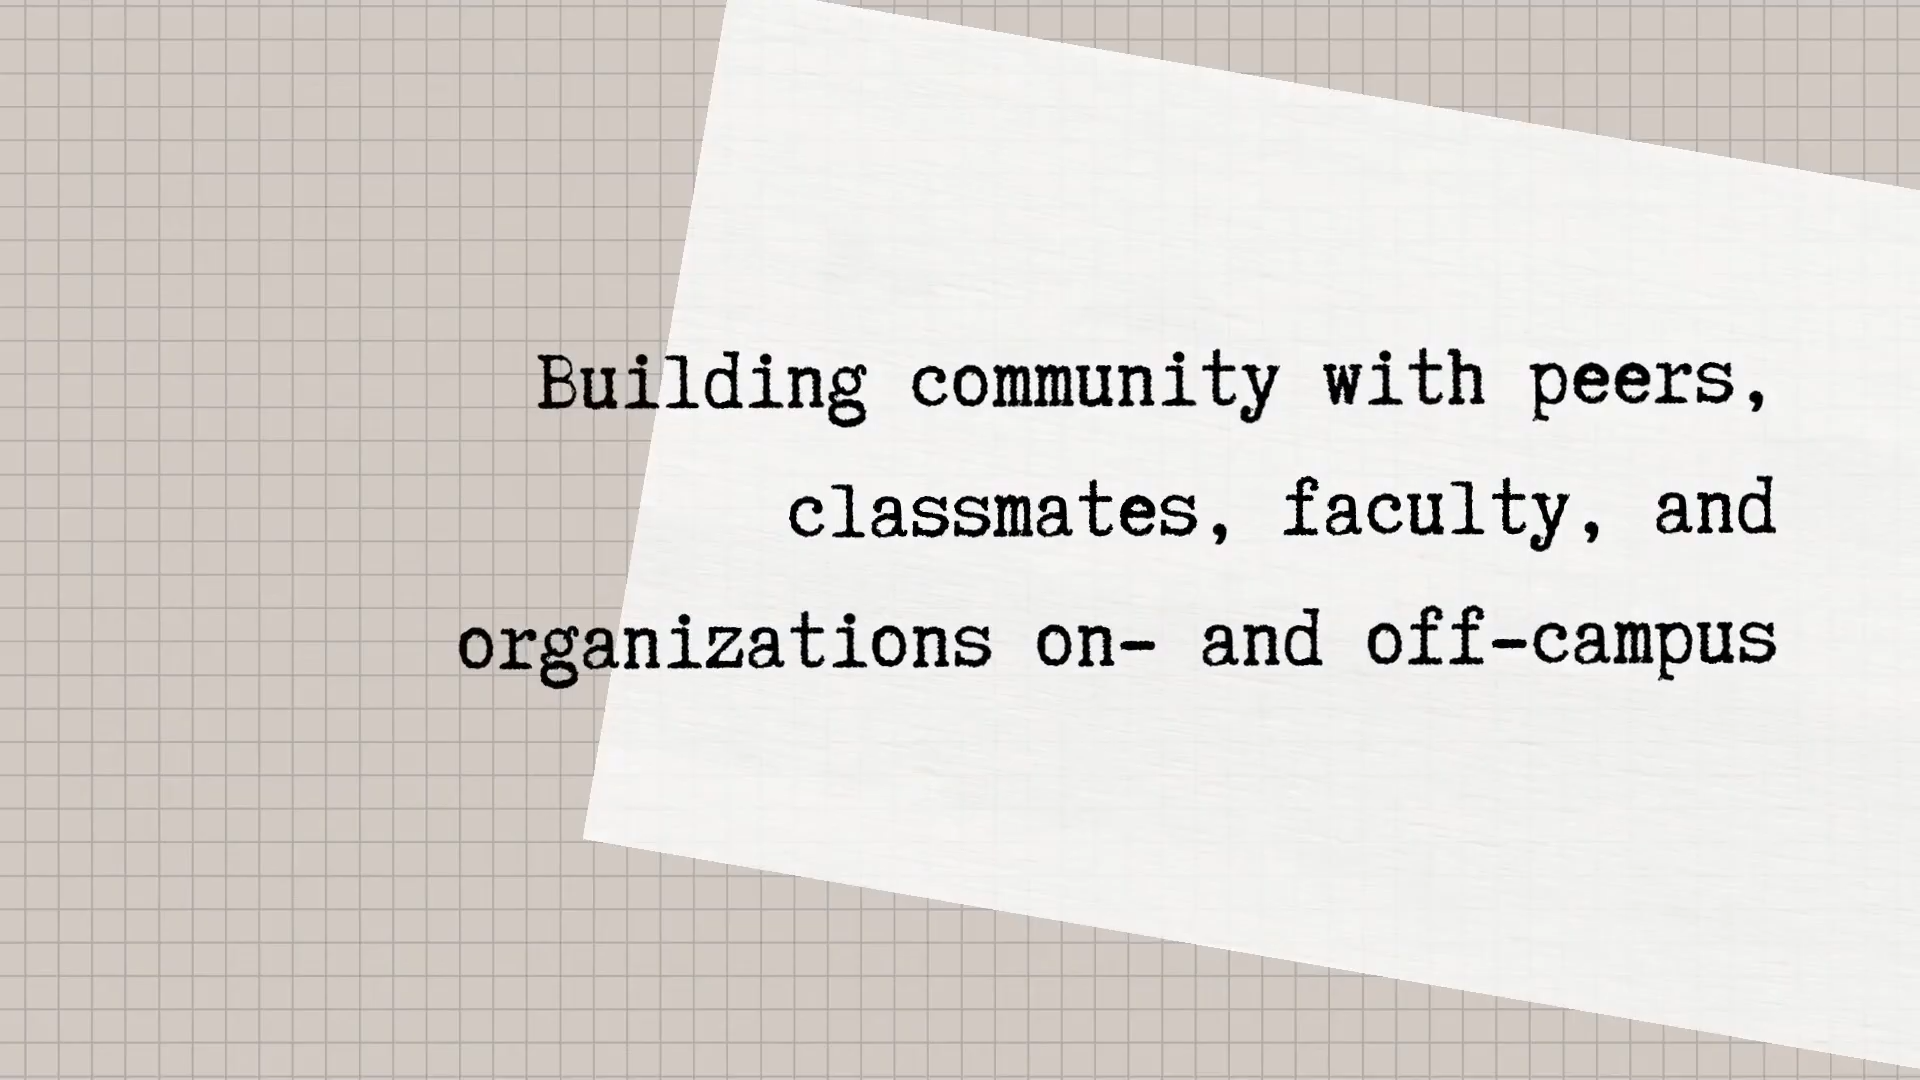 Building community with peers,
classmates, faculty, and
organizations on- and off-campus